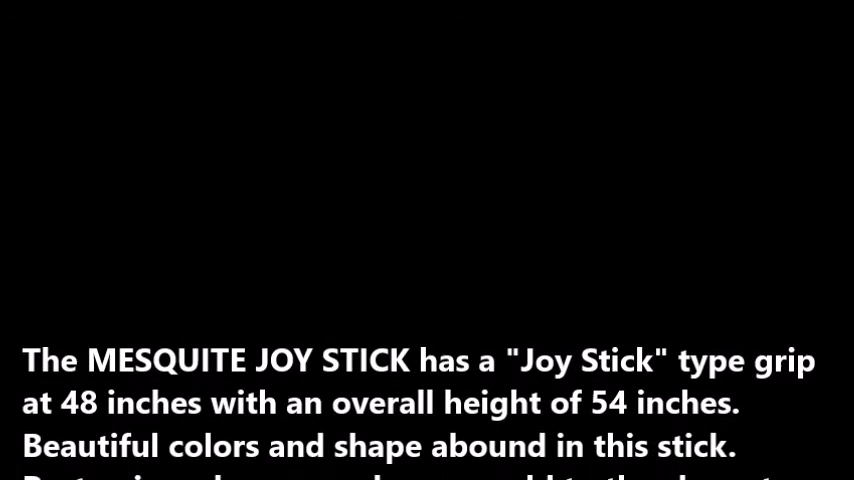 The MESQUITE JOY STICK has a "Joy Stick" type grip
at 48 inches with an overall height of 54 inches.
Beautiful colors and shape abound in this stick.